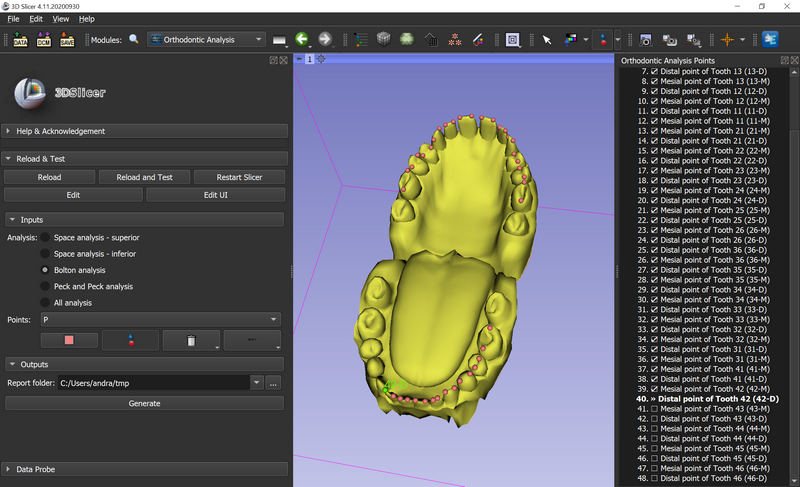 3D Slicer 4.11.20200930
File Edit View Help
DATA DCM SAVE Modules: Orthodontic Analysis
3DSlicer
Help & Acknowledgement
Reload & Test
Reload Reload and Test Restart Slicer
Edit Edit UI
Inputs
Analysis: Space analysis - superior
Space analysis - inferior
Bolton analysis
Peck and Peck analysis
All analysis
Points: P
Outputs
Report folder: C:/Users/andra/tmp ...
Generate
Data Probe
1
Orthodontic Analysis Points
7. Distal point of Tooth 13 (13-D)
8. Mesial point of Tooth 13 (13-M)
9. Distal point of Tooth 12 (12-D)
10. Mesial point of Tooth 12 (12-M)
11. Distal point of Tooth 11 (11-D)
12. Mesial point of Tooth 11 (11-M)
13. Mesial point of Tooth 21 (21-M)
14. Distal point of Tooth 21 (21-D)
15. Mesial point of Tooth 22 (22-M)
16. Distal point of Tooth 22 (22-D)
17. Mesial point of Tooth 23 (23-M)
18. Distal point of Tooth 23 (23-D)
19. Mesial point of Tooth 24 (24-M)
20. Distal point of Tooth 24 (24-D)
21. Mesial point of Tooth 25 (25-M)
22. Distal point of Tooth 25 (25-D)
23. Mesial point of Tooth 26 (26-M)
24. Distal point of Tooth 26 (26-D)
25. Distal point of Tooth 36 (36-D)
26. Mesial point of Tooth 36 (36-M)
27. Distal point of Tooth 35 (35-D)
28. Mesial point of Tooth 35 (35-M)
29. Distal point of Tooth 34 (34-D)
30. Mesial point of Tooth 34 (34-M)
31. Distal point of Tooth 33 (33-D)
32. Mesial point of Tooth 33 (33-M)
33. Distal point of Tooth 32 (32-D)
34. Mesial point of Tooth 32 (32-M)
35. Distal point of Tooth 31 (31-D)
36. Mesial point of Tooth 31 (31-M)
37. Mesial point of Tooth 41 (41-M)
38. Distal point of Tooth 41 (41-D)
39. Mesial point of Tooth 42 (42-M)
40. » Distal point of Tooth 42 (42-D)
41. Mesial point of Tooth 43 (43-M)
42. Distal point of Tooth 43 (43-D)
43. Mesial point of Tooth 44 (44-M)
44. Distal point of Tooth 44 (44-D)
45. Mesial point of Tooth 45 (45-M)
46. Distal point of Tooth 45 (45-D)
47. Mesial point of Tooth 46 (46-M)
48. Distal point of Tooth 46 (46-D)